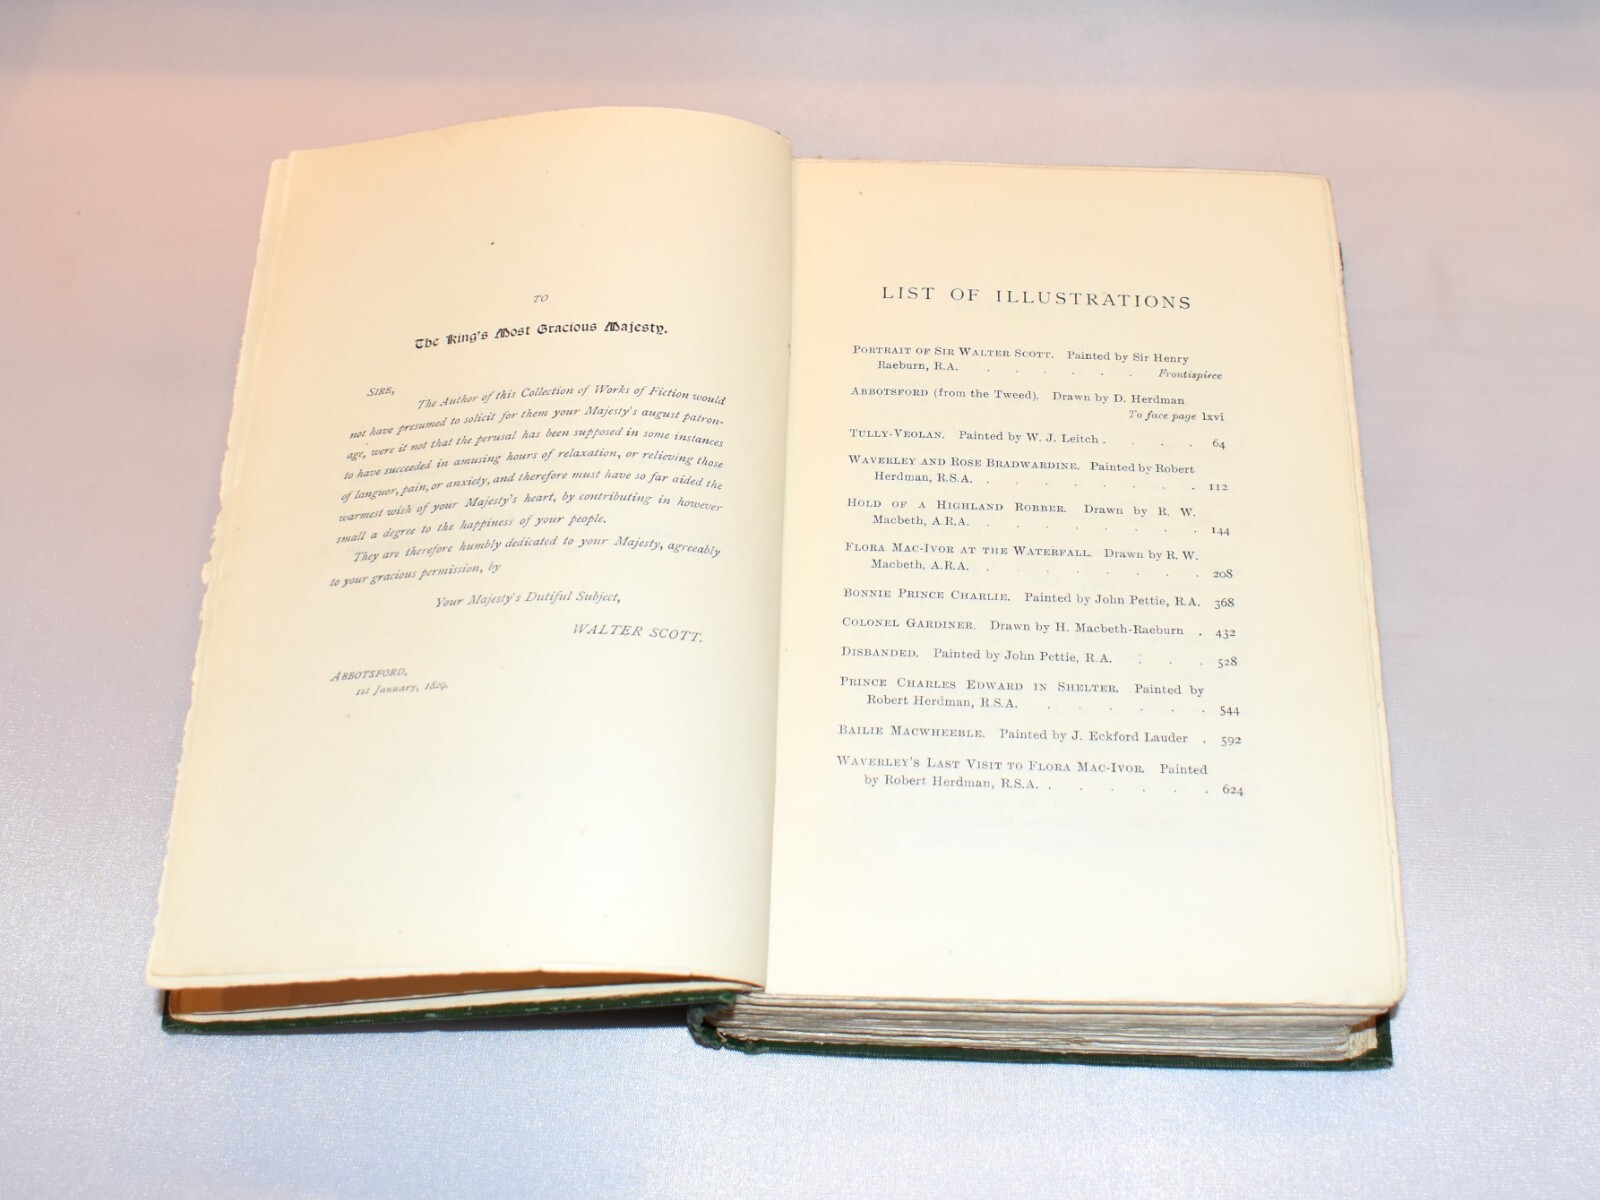 TO
The King's Most Gracious Majesty.
SIRE,
The Author of this Collection of Works of Fiction would
not have presumed to solicit for them your Majesty's august patron-
age, were it not that the perusal has been supposed in some instances
to have succeeded in amusing hours of relaxation, or relieving those
of languor, pain, or anxiety, and therefore must have so far aided the
warmest wish of your Majesty's heart, by contributing in however
small a degree to the happiness of your people.
They are therefore humbly dedicated to your Majesty, agreeably
to your gracious permission, by
Your Majesty's Dutiful Subject,
WALTER SCOTT.
ABBOTSFORD,
1st January, 1829.
LIST OF ILLUSTRATIONS
PORTRAIT OF SIR WALTER SCOTT. Painted by Sir Henry
Raeburn, R.A. . . . . . . Frontispiece
ABBOTSFORD (from the Tweed). Drawn by D. Herdman
To face page lxvi
TULLY-VEOLAN. Painted by W. J. Leitch . . . . 64
WAVERLEY AND ROSE BRADWARDINE. Painted by Robert
Herdman, R.S.A. . . . . . . . . 112
HOLD OF A HIGHLAND ROBBER. Drawn by R. W.
Macbeth, A.R.A. . . . . . . . . 144
FLORA MAC-IVOR AT THE WATERFALL. Drawn by R. W.
Macbeth, A.R.A. . . . . . . . . 208
BONNIE PRINCE CHARLIE. Painted by John Pettie, R.A. 368
COLONEL GARDINER. Drawn by H. Macbeth-Raeburn . 432
DISBANDED. Painted by John Pettie, R.A. . . . 528
PRINCE CHARLES EDWARD IN SHELTER. Painted by
Robert Herdman, R.S.A. . . . . . . 544
BAILIE MACWHEEBLE. Painted by J. Eckford Lauder . 592
WAVERLEY'S LAST VISIT TO FLORA MAC-IVOR. Painted
by Robert Herdman, R.S.A. . . . . . . 624